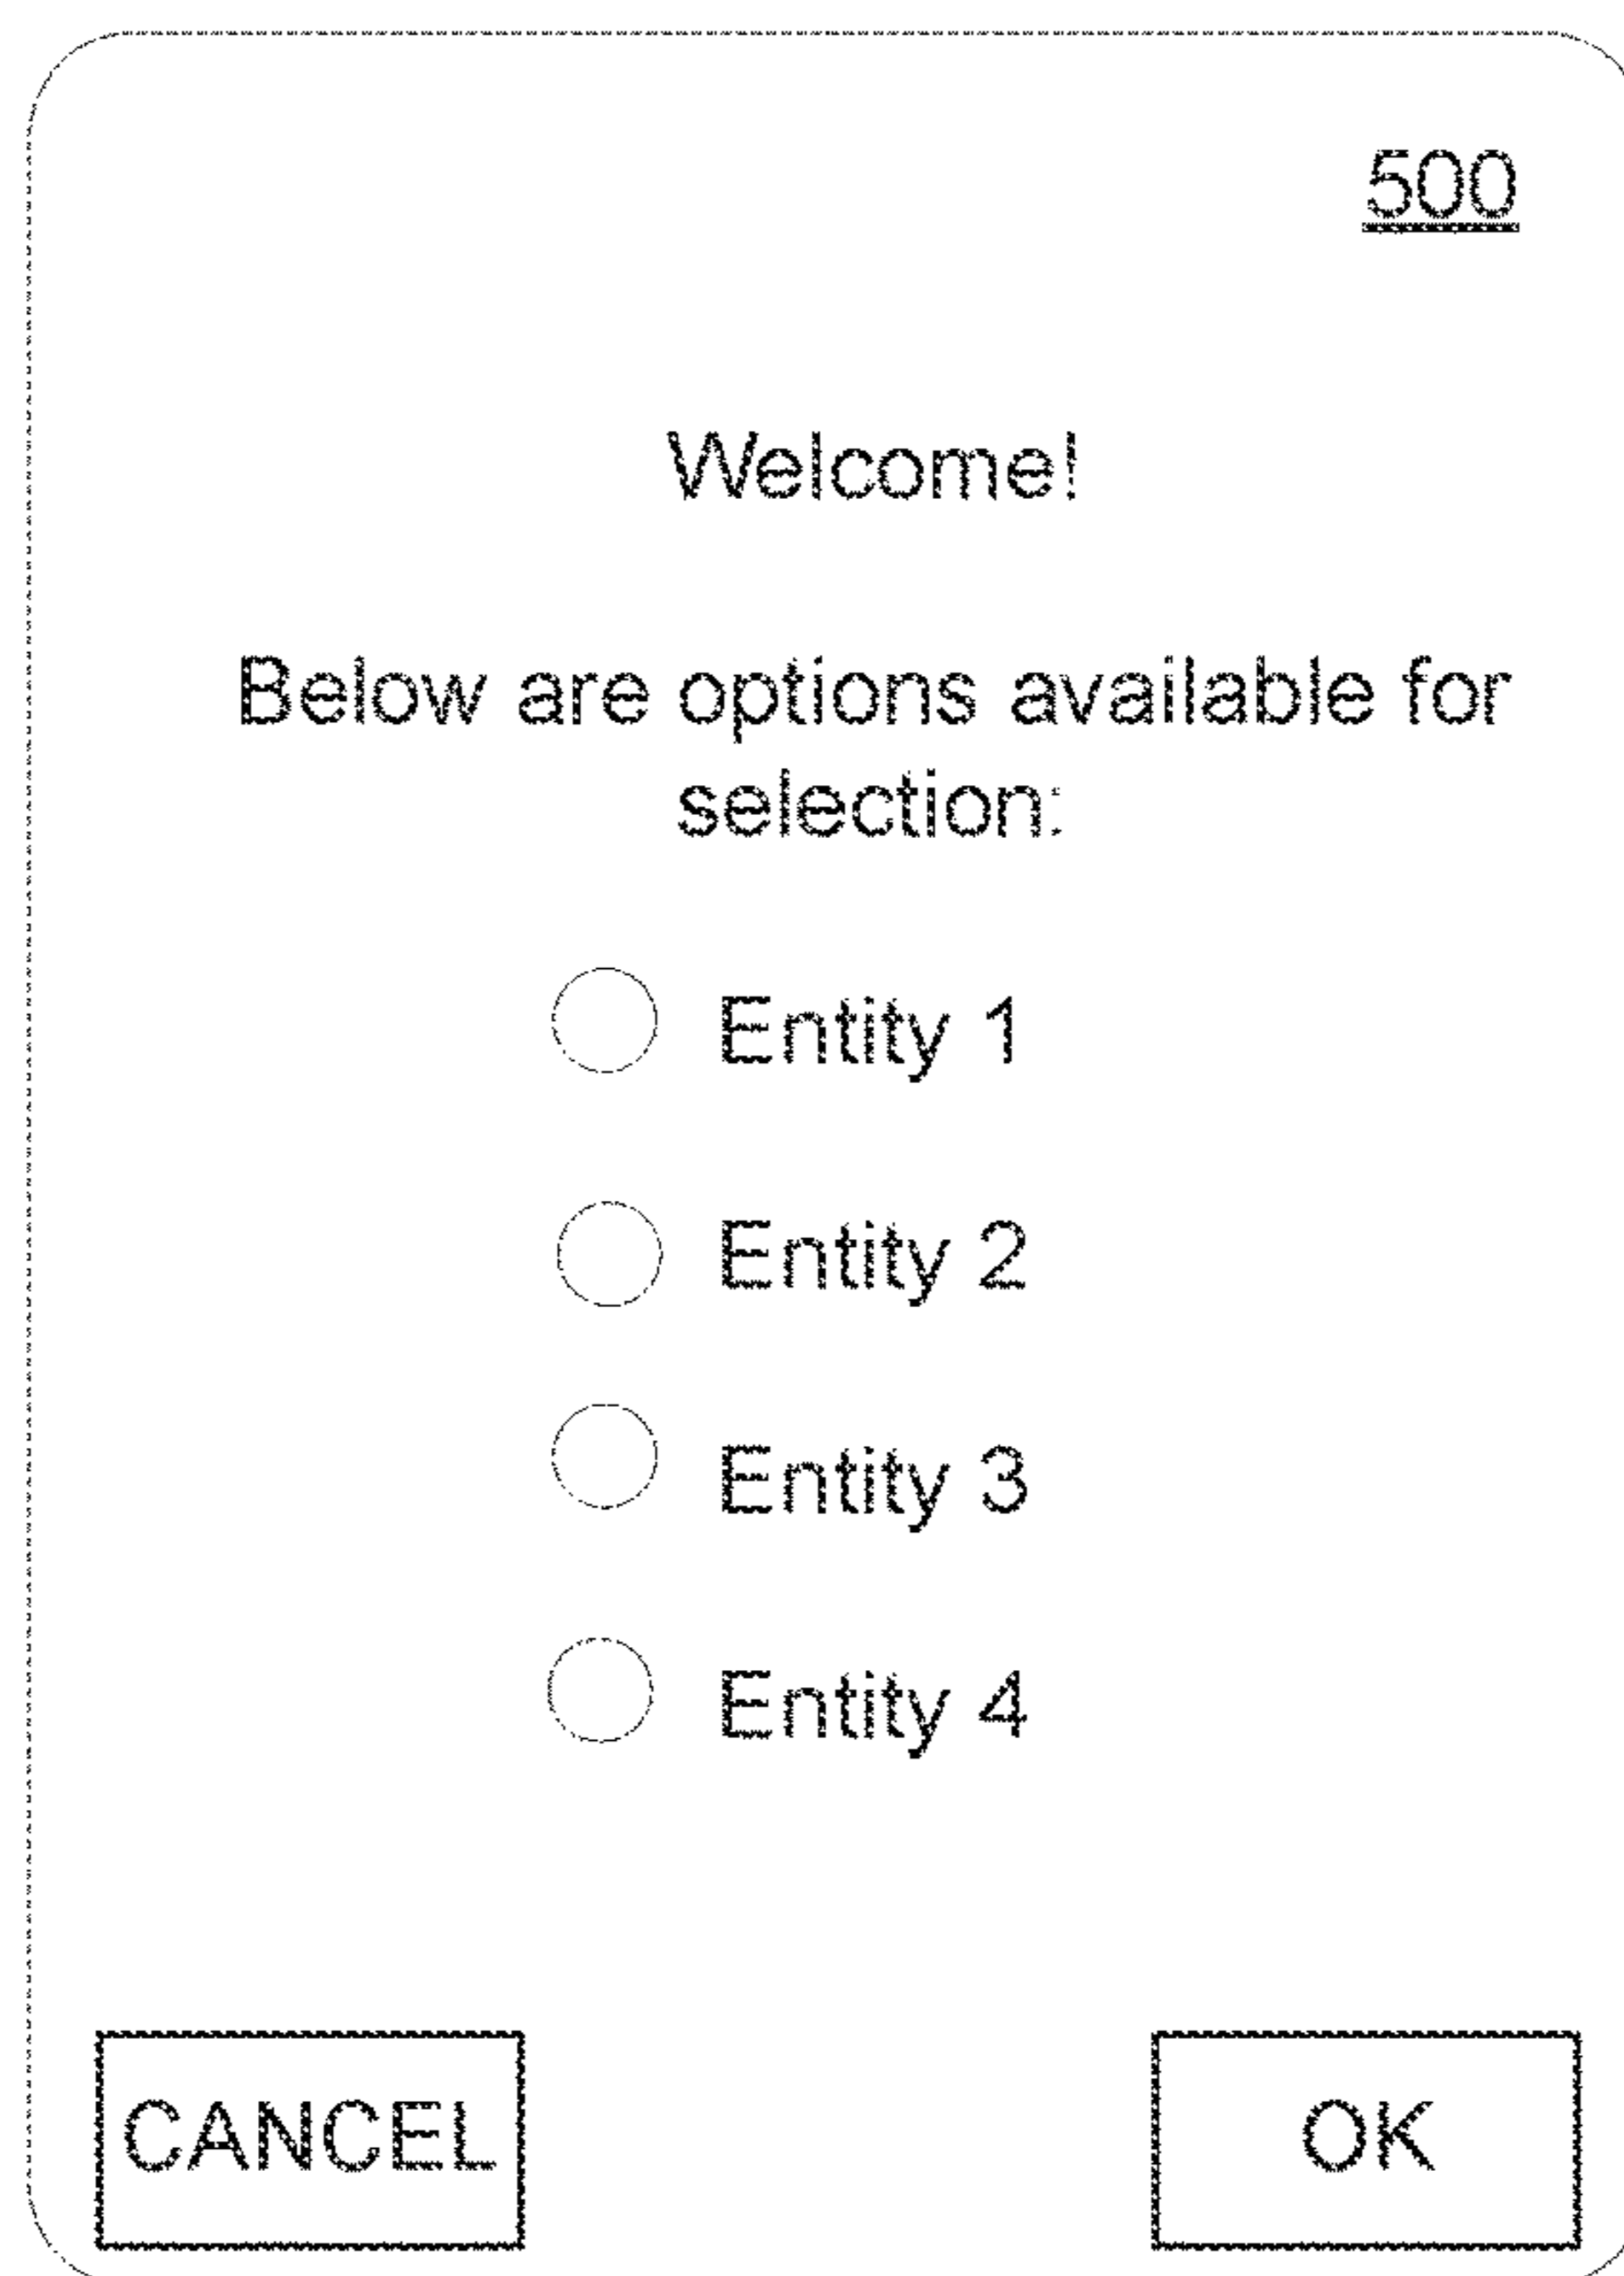 500
Welcome!
Below are options available for
selection:
Entity 1
Entity 2
Entity 3
Entity 4
CANCEL
OK